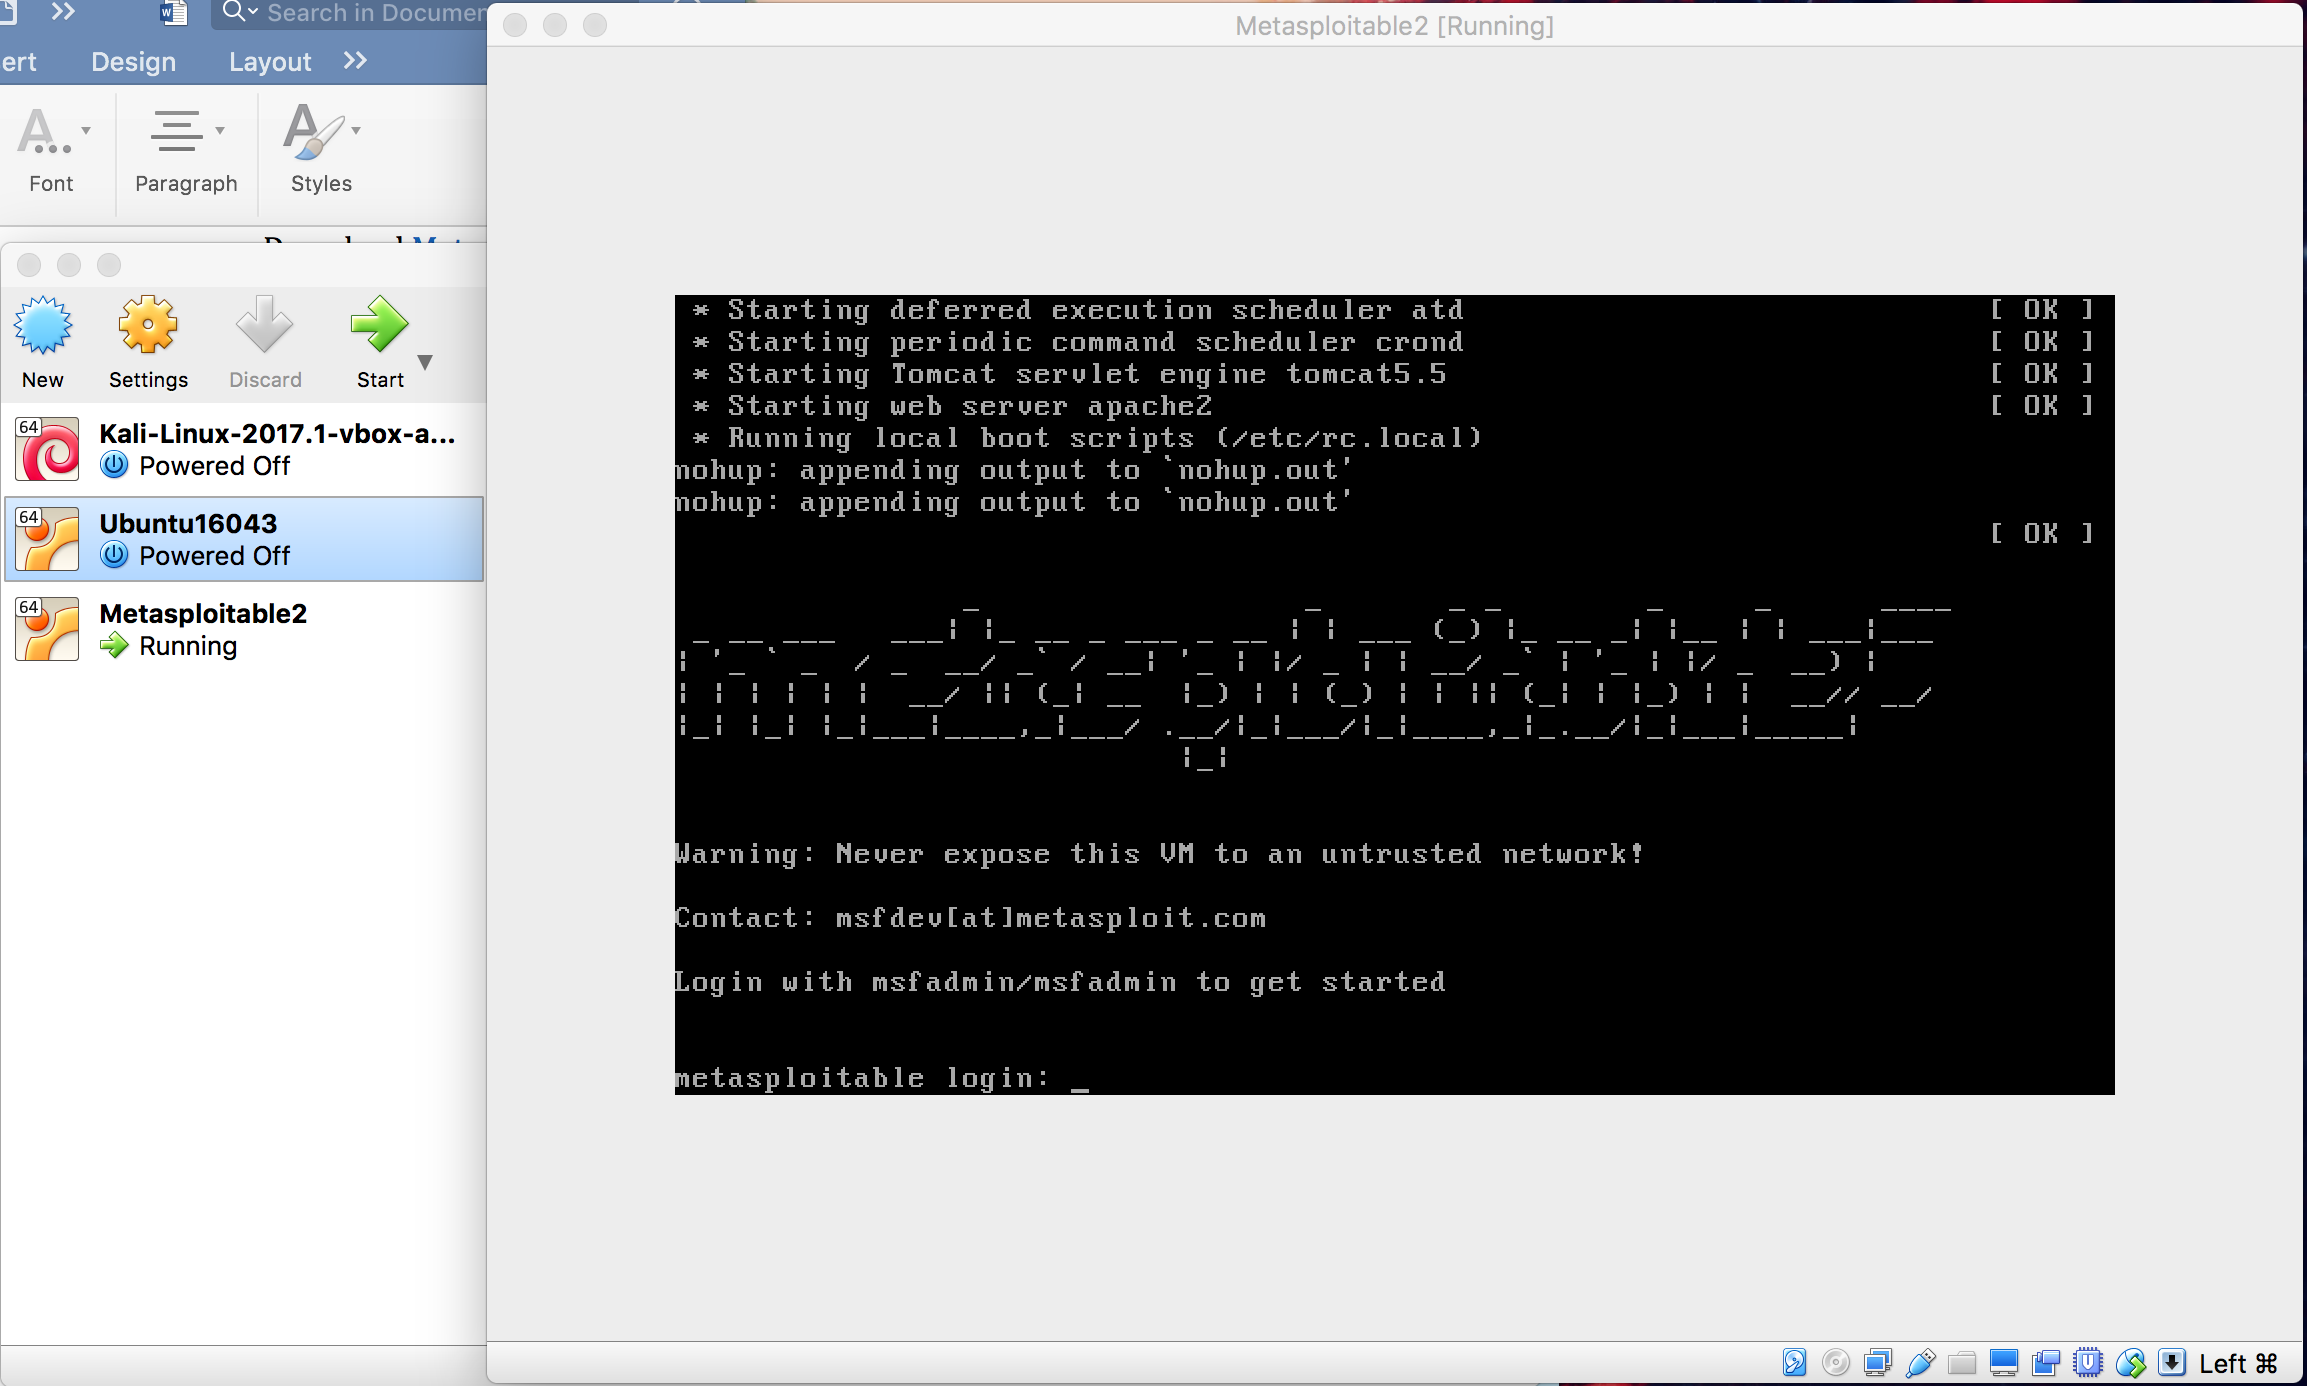 Search in Documen
ert Design Layout
Font Paragraph Styles
New Settings Discard Start
64 Kali-Linux-2017.1-vbox-a...
Powered Off
64 Ubuntu16043
Powered Off
64 Metasploitable2
Running
Metasploitable2 [Running]
* Starting deferred execution scheduler atd [ OK ]
* Starting periodic command scheduler crond [ OK ]
* Starting Tomcat servlet engine tomcat5.5 [ OK ]
* Starting web server apache2 [ OK ]
* Running local boot scripts (/etc/rc.local)
nohup: appending output to `nohup.out'
nohup: appending output to `nohup.out'
[ OK ]
metasploitable2
Warning: Never expose this VM to an untrusted network!
Contact: msfdev[at]metasploit.com
Login with msfadmin/msfadmin to get started
metasploitable login: _
Left ⌘